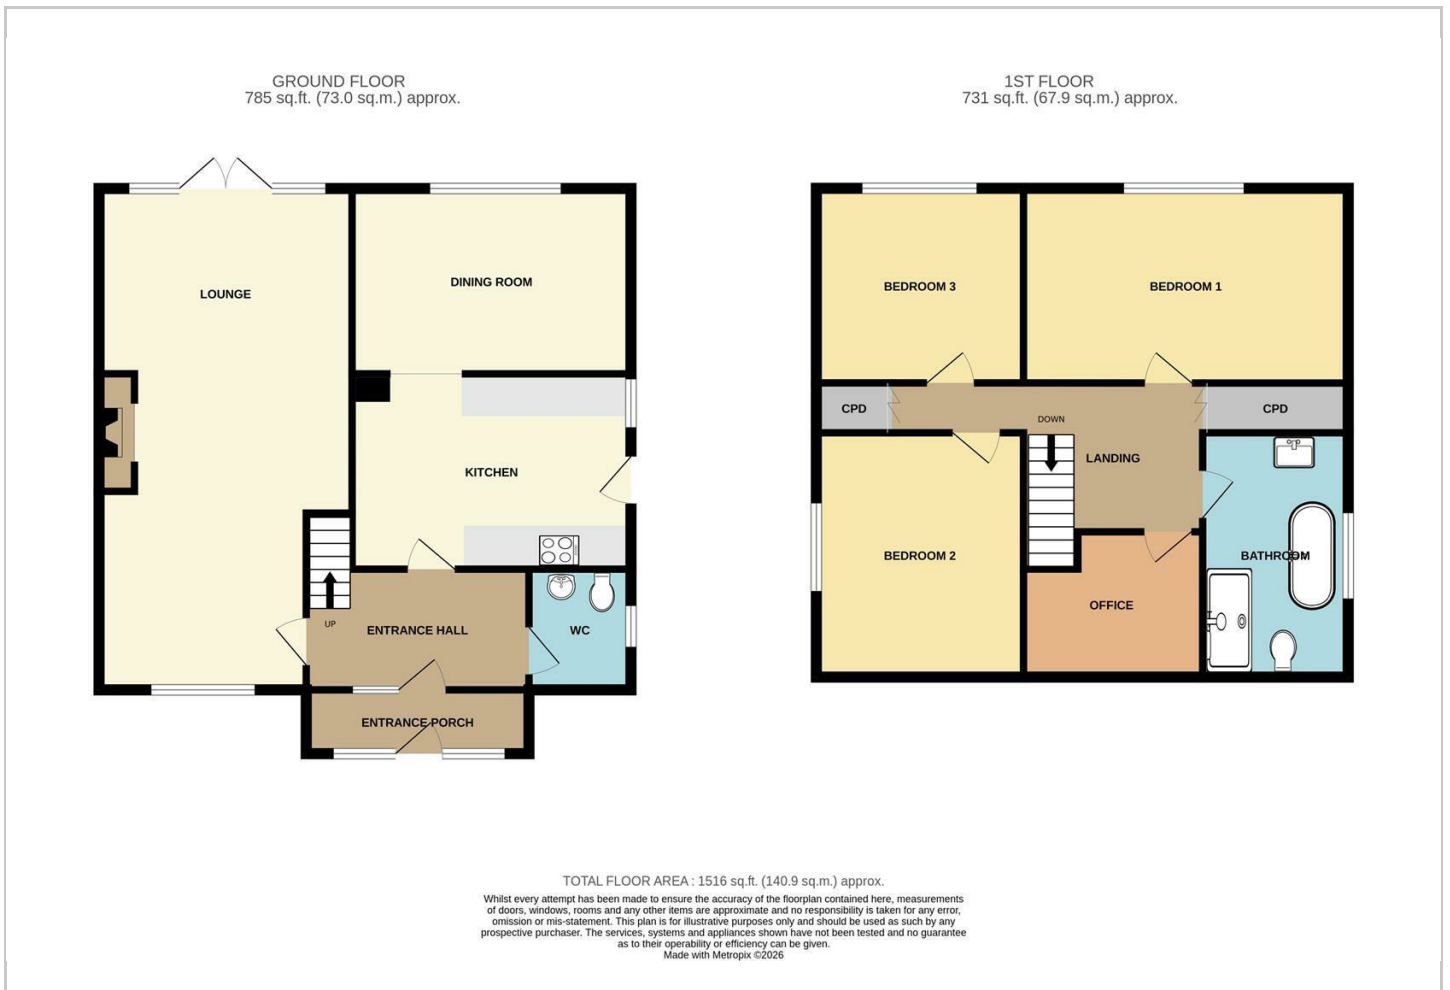 GROUND FLOOR
785 sq.ft. (73.0 sq.m.) approx.
1ST FLOOR
731 sq.ft. (67.9 sq.m.) approx.
LOUNGE
DINING ROOM
KITCHEN
UP
ENTRANCE HALL
WC
ENTRANCE PORCH
BEDROOM 3
BEDROOM 1
CPD
CPD
DOWN
LANDING
BEDROOM 2
BATHROOM
OFFICE
TOTAL FLOOR AREA : 1516 sq.ft. (140.9 sq.m.) approx.
Whilst every attempt has been made to ensure the accuracy of the floorplan contained here, measurements
of doors, windows, rooms and any other items are approximate and no responsibility is taken for any error,
omission or mis-statement. This plan is for illustrative purposes only and should be used as such by any
prospective purchaser. The services, systems and appliances shown have not been tested and no guarantee
as to their operability or efficiency can be given.
Made with Metropix ©2026